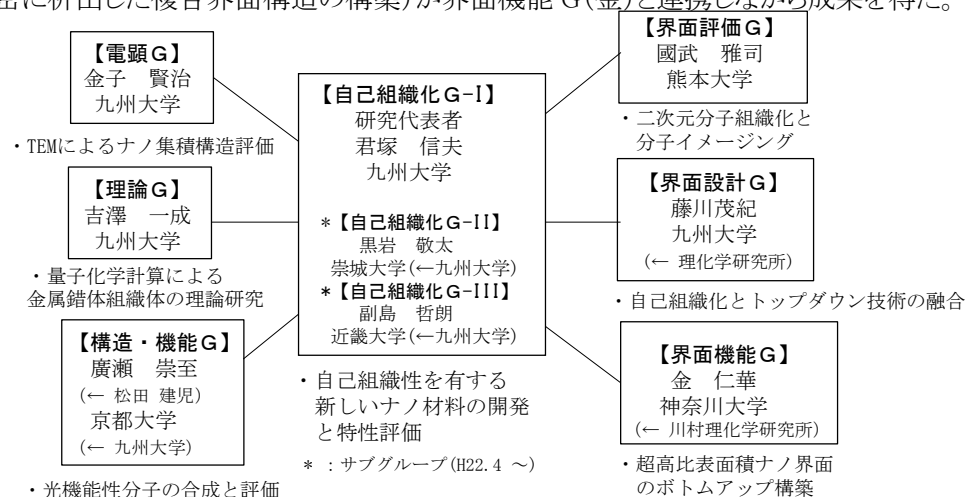 密に析出した複合界面構造の構築)が界面機能 G(金)と連携しながら成果を得た。
【電顕G】
金子 賢治
九州大学
・TEMによるナノ集積構造評価
【理論G】
吉澤 一成
九州大学
・量子化学計算による
金属錯体組織体の理論研究
【構造・機能G】
廣瀬 崇至
(← 松田 建児)
京都大学
(← 九州大学)
・光機能性分子の合成と評価
【自己組織化G-I】
研究代表者
君塚 信夫
九州大学
*【自己組織化G-II】
黒岩 敬太
崇城大学(←九州大学)
*【自己組織化G-III】
副島 哲朗
近畿大学(←九州大学)
・自己組織性を有する
新しいナノ材料の開発
と特性評価
* :サブグループ(H22.4 ~)
【界面評価G】
國武 雅司
熊本大学
・二次元分子組織化と
分子イメージング
【界面設計G】
藤川茂紀
九州大学
(← 理化学研究所)
・自己組織化とトップダウン技術の融合
【界面機能G】
金 仁華
神奈川大学
(← 川村理化学研究所)
・超高比表面積ナノ界面
のボトムアップ構築